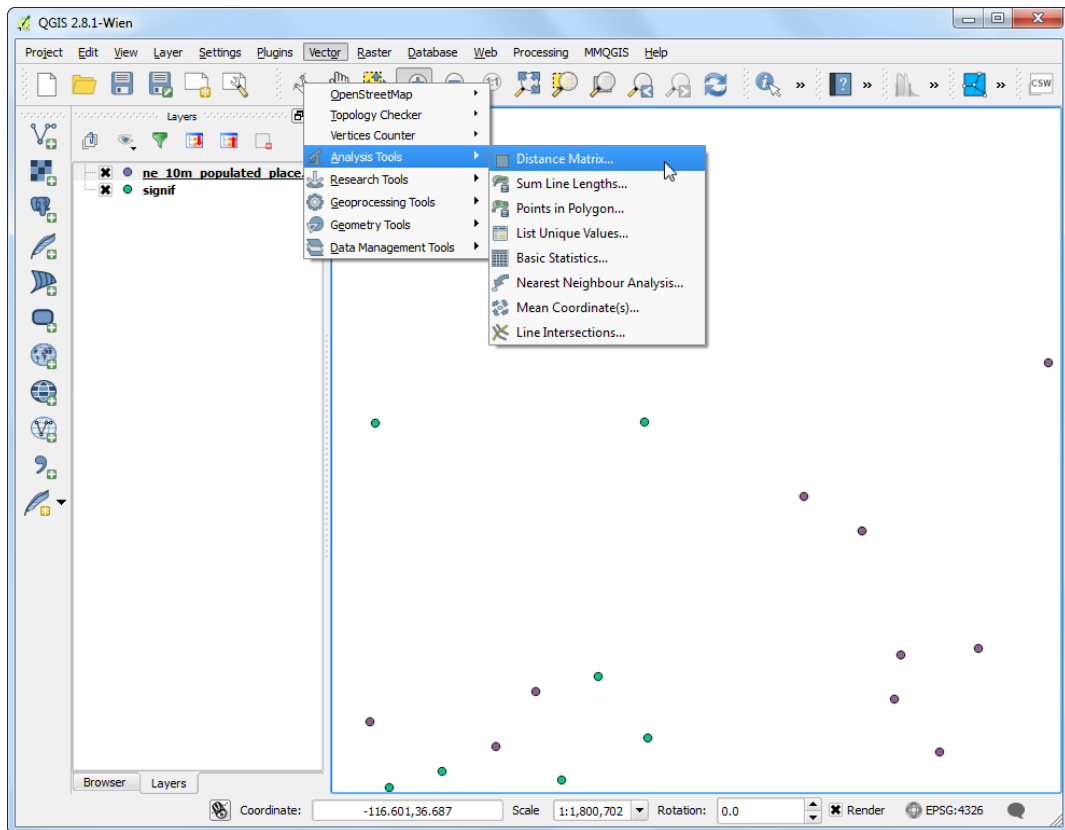 QGIS 2.8.1-Wien
Project Edit View Layer Settings Plugins Vector Raster Database Web Processing MMQGIS Help
1:1
?
»
»
»
»
CSW
Layers
OpenStreetMap
Topology Checker
Vertices Counter
Analysis Tools
Research Tools
Geoprocessing Tools
Geometry Tools
Data Management Tools
Distance Matrix...
Sum Line Lengths...
Points in Polygon...
List Unique Values...
Basic Statistics...
Nearest Neighbour Analysis...
Mean Coordinate(s)...
Line Intersections...
ne_10m_populated_place
signif
Browser Layers
Coordinate: -116.601,36.687 Scale 1:1,800,702 Rotation: 0.0 Render EPSG:4326